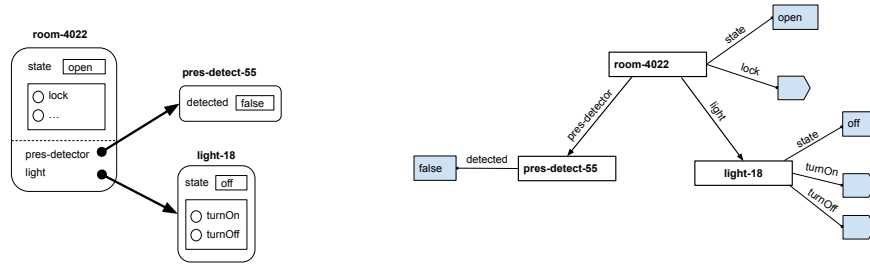 room-4022
state open
lock
...
pres-detector
light
pres-detect-55
detected false
light-18
state off
turnOn
turnOff
open
state
room-4022
lock
pres-detector
light
off
state
false
detected
pres-detect-55
light-18
turnOn
turnOff